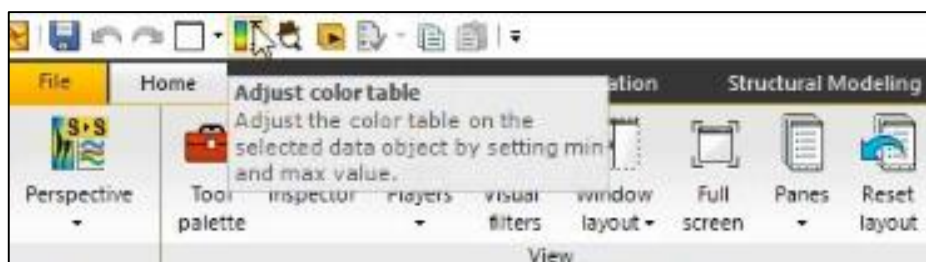 File Home ation Structural Modeling
Adjust color table
Adjust the color table on the
selected data object by setting min
and max value.
S▸S
Perspective Tool Inspector Players Visual Window Full Panes Reset
palette filters layout screen layout
View